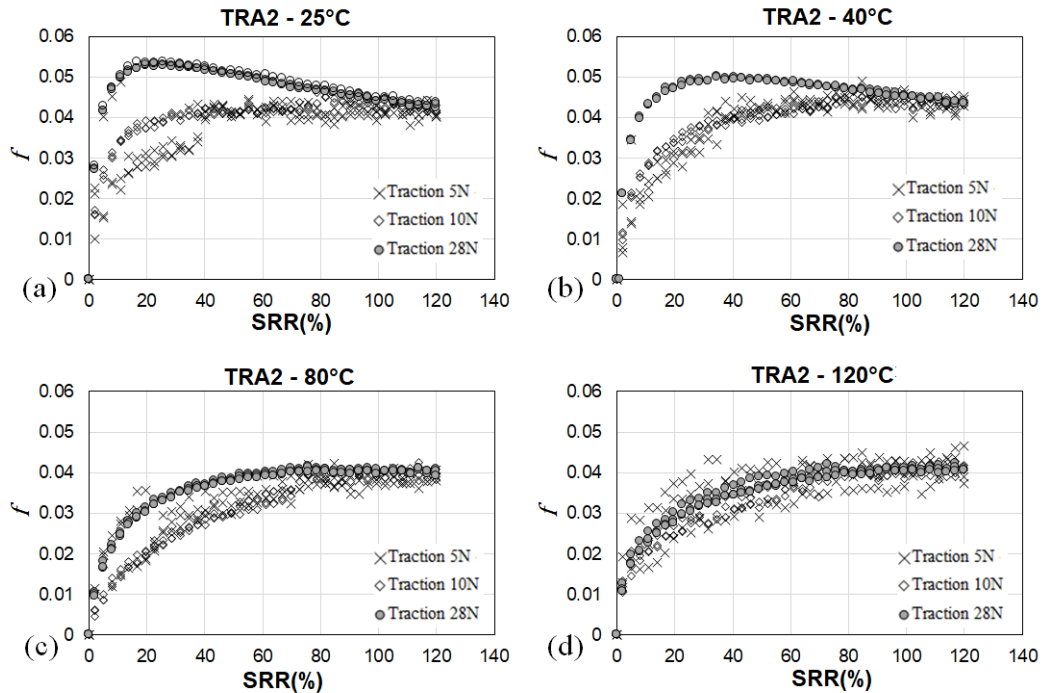 TRA2 - 25°C
0.06
0.05
0.04
0.03
0.02
0.01
0
f
Traction 5N
Traction 10N
Traction 28N
0 20 40 60 80 100 120 140
SRR(%)
(a)
TRA2 - 40°C
0.06
0.05
0.04
0.03
0.02
0.01
0
f
Traction 5N
Traction 10N
Traction 28N
0 20 40 60 80 100 120 140
SRR(%)
(b)
TRA2 - 80°C
0.06
0.05
0.04
0.03
0.02
0.01
0
f
Traction 5N
Traction 10N
Traction 28N
0 20 40 60 80 100 120 140
SRR(%)
(c)
TRA2 - 120°C
0.06
0.05
0.04
0.03
0.02
0.01
0
f
Traction 5N
Traction 10N
Traction 28N
0 20 40 60 80 100 120 140
SRR(%)
(d)